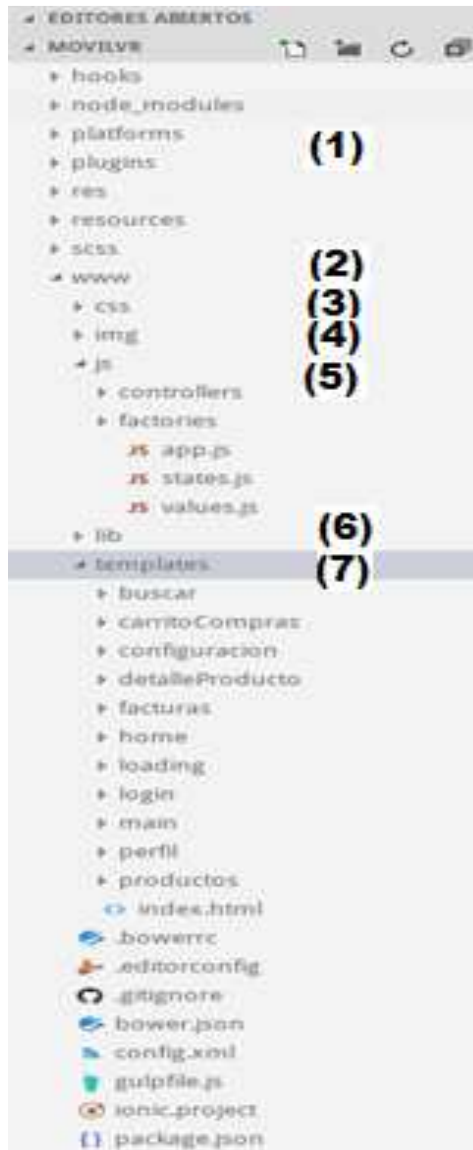 EDITORES ABIERTOS
MOVILVR
hooks
node_modules
platforms
(1)
plugins
res
resources
scss
www (2)
css (3)
img (4)
js (5)
controllers
factories
JS app.js
JS states.js
JS values.js
lib (6)
templates (7)
buscar
carritoCompras
configuracion
detalleProducto
facturas
home
loading
login
main
perfil
productos
<> index.html
.bowerrc
.editorconfig
.gitignore
bower.json
config.xml
gulpfile.js
ionic.project
{} package.json